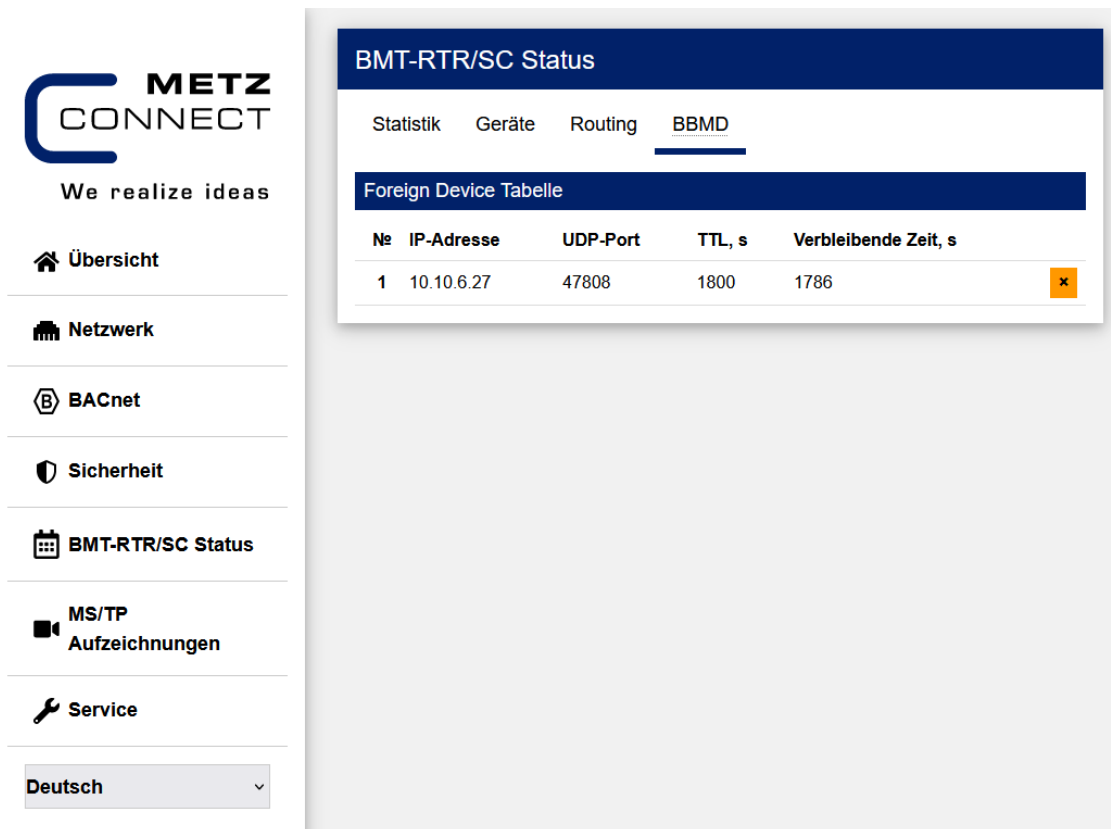 METZ
CONNECT
We realize ideas
Übersicht
Netzwerk
B BACnet
Sicherheit
BMT-RTR/SC Status
MS/TP
Aufzeichnungen
Service
Deutsch
BMT-RTR/SC Status
Statistik Geräte Routing BBMD
Foreign Device Tabelle
№ IP-Adresse UDP-Port TTL, s Verbleibende Zeit, s
1 10.10.6.27 47808 1800 1786 ×